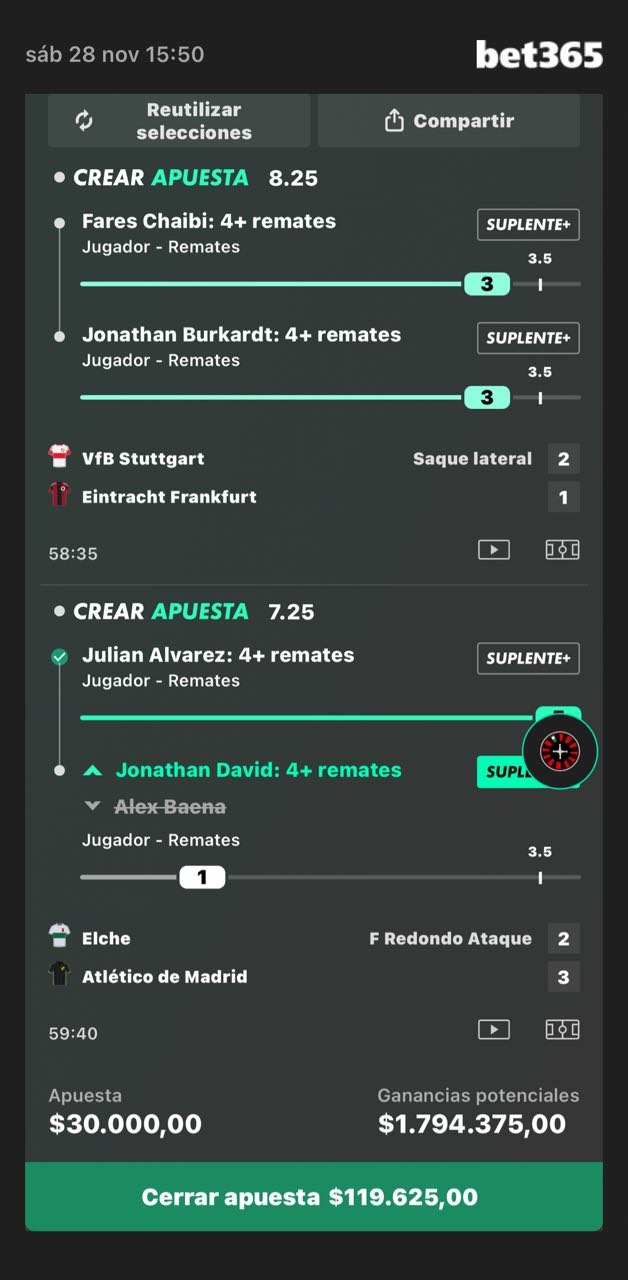 sáb 28 nov 15:50
bet365
Reutilizar
selecciones
Compartir
CREAR APUESTA 8.25
Fares Chaibi: 4+ remates
SUPLENTE+
Jugador - Remates
3.5
3
Jonathan Burkardt: 4+ remates
SUPLENTE+
Jugador - Remates
3.5
3
VfB Stuttgart
Saque lateral 2
Eintracht Frankfurt
1
58:35
CREAR APUESTA 7.25
Julian Alvarez: 4+ remates
SUPLENTE+
Jugador - Remates
Jonathan David: 4+ remates
Alex Baena
Jugador - Remates
3.5
1
Elche
F Redondo Ataque 2
Atlético de Madrid
3
59:40
Apuesta
Ganancias potenciales
$30.000,00
$1.794.375,00
Cerrar apuesta $119.625,00